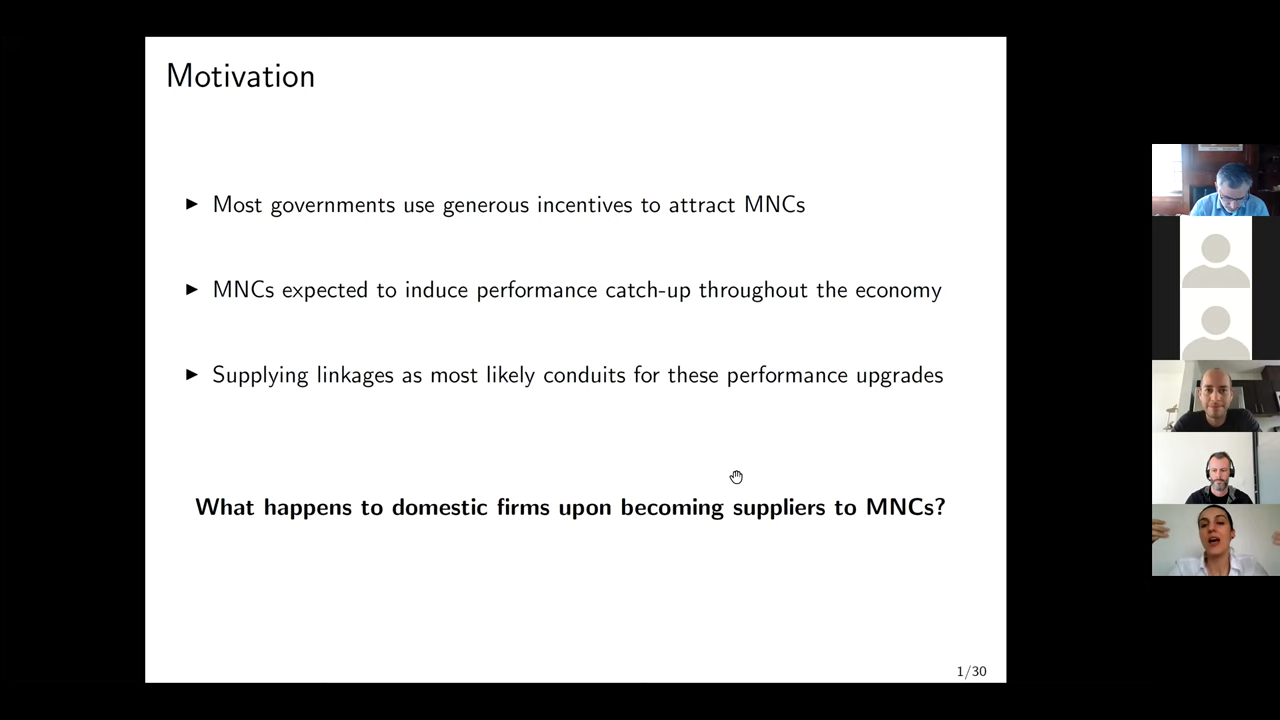 Motivation
▶ Most governments use generous incentives to attract MNCs
▶ MNCs expected to induce performance catch-up throughout the economy
▶ Supplying linkages as most likely conduits for these performance upgrades
What happens to domestic firms upon becoming suppliers to MNCs?
1/30